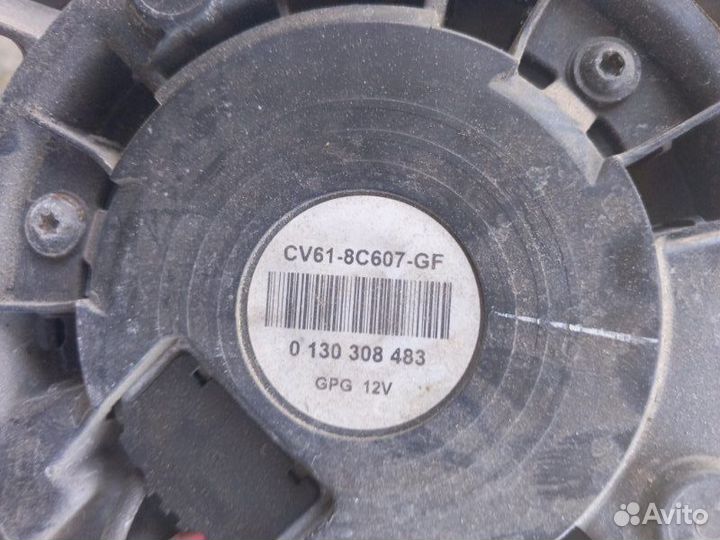 CV61-8C607-GF
0 130 308 483
GPG 12V
Avito